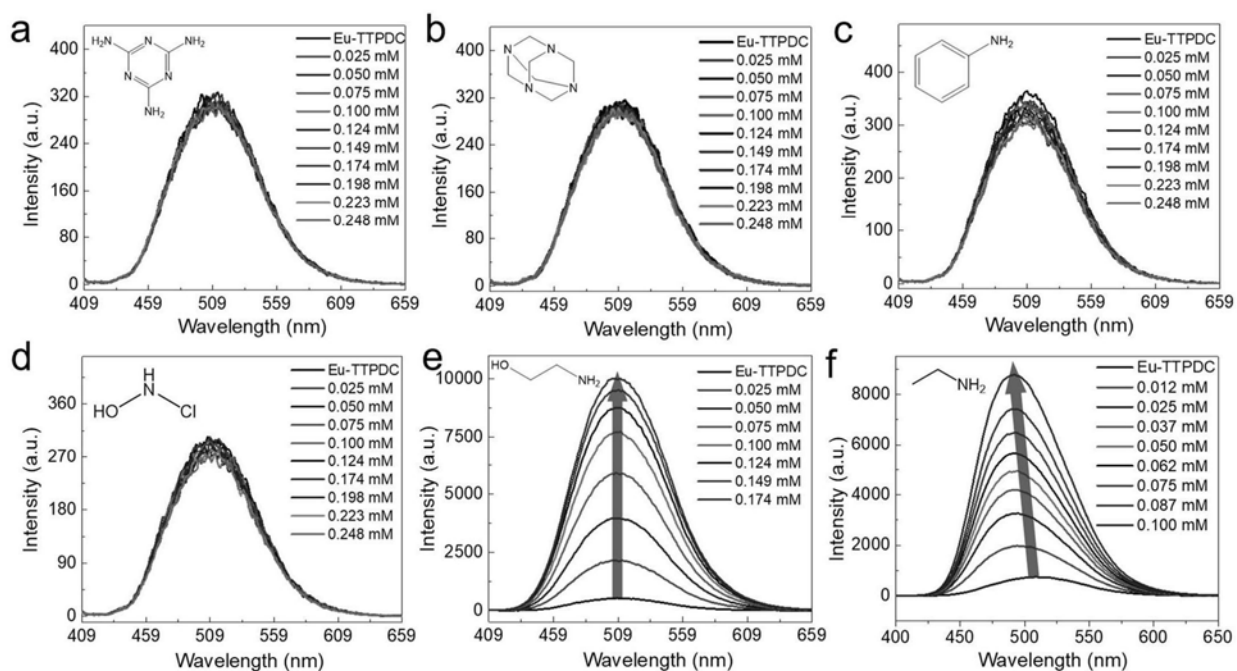 a
H₂N
N
NH₂
N
N
NH₂
400
320
240
160
80
0
Intensity (a.u.)
409 459 509 559 609 659
Wavelength (nm)
Eu-TTPDC
0.025 mM
0.050 mM
0.075 mM
0.100 mM
0.124 mM
0.149 mM
0.174 mM
0.198 mM
0.223 mM
0.248 mM
b
N
N
N
N
400
300
200
100
0
Intensity (a.u.)
409 459 509 559 609 659
Wavelength (nm)
Eu-TTPDC
0.025 mM
0.050 mM
0.075 mM
0.100 mM
0.124 mM
0.149 mM
0.174 mM
0.198 mM
0.223 mM
0.248 mM
c
NH₂
400
300
200
100
0
Intensity (a.u.)
409 459 509 559 609 659
Wavelength (nm)
Eu-TTPDC
0.025 mM
0.050 mM
0.075 mM
0.100 mM
0.124 mM
0.174 mM
0.198 mM
0.223 mM
0.248 mM
d
H
N
HO
Cl
360
270
180
90
0
Intensity (a.u.)
409 459 509 559 609 659
Wavelength (nm)
Eu-TTPDC
0.025 mM
0.050 mM
0.075 mM
0.100 mM
0.124 mM
0.174 mM
0.198 mM
0.223 mM
0.248 mM
e
HO
NH₂
10000
7500
5000
2500
0
Intensity (a.u.)
409 459 509 559 609 659
Wavelength (nm)
Eu-TTPDC
0.025 mM
0.050 mM
0.075 mM
0.100 mM
0.124 mM
0.149 mM
0.174 mM
f
NH₂
8000
6000
4000
2000
0
Intensity (a.u.)
400 450 500 550 600 650
Wavelength (nm)
Eu-TTPDC
0.012 mM
0.025 mM
0.037 mM
0.050 mM
0.062 mM
0.075 mM
0.087 mM
0.100 mM